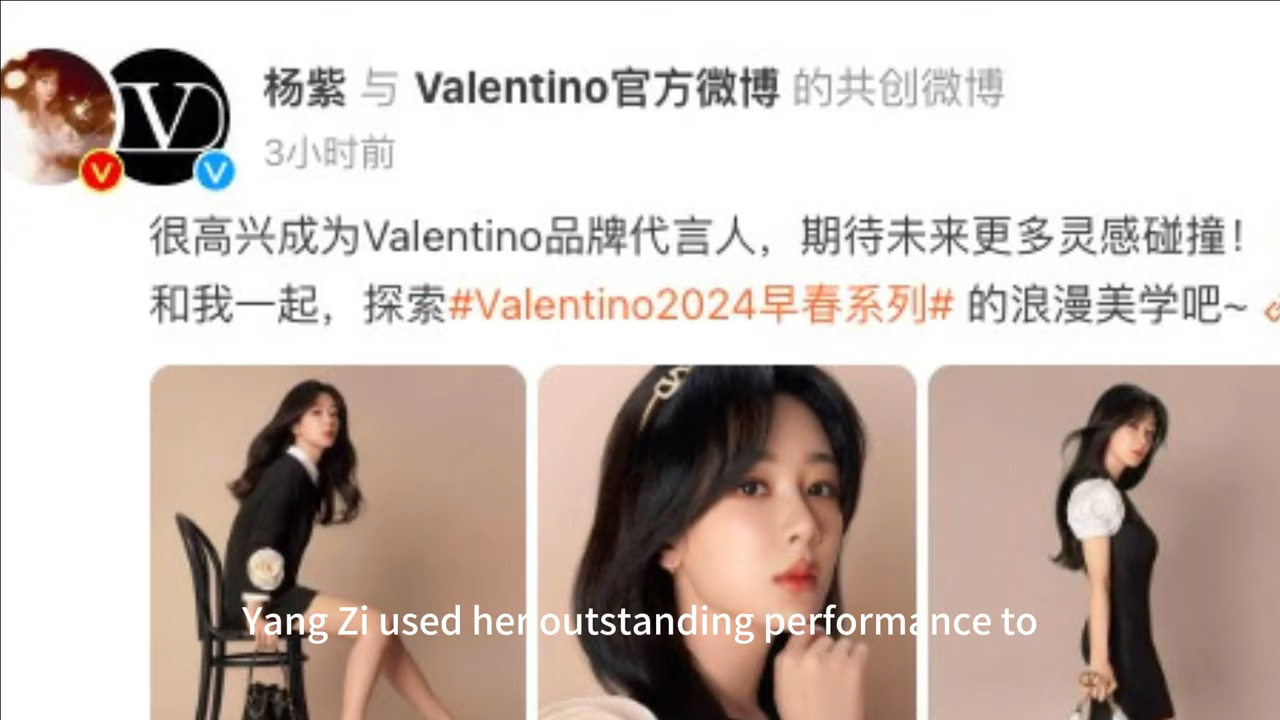 杨紫 与 Valentino官方微博 的共创微博
3小时前
很高兴成为Valentino品牌代言人，期待未来更多灵感碰撞！
和我一起，探索#Valentino2024早春系列# 的浪漫美学吧~
Yang Zi used her outstanding performance to